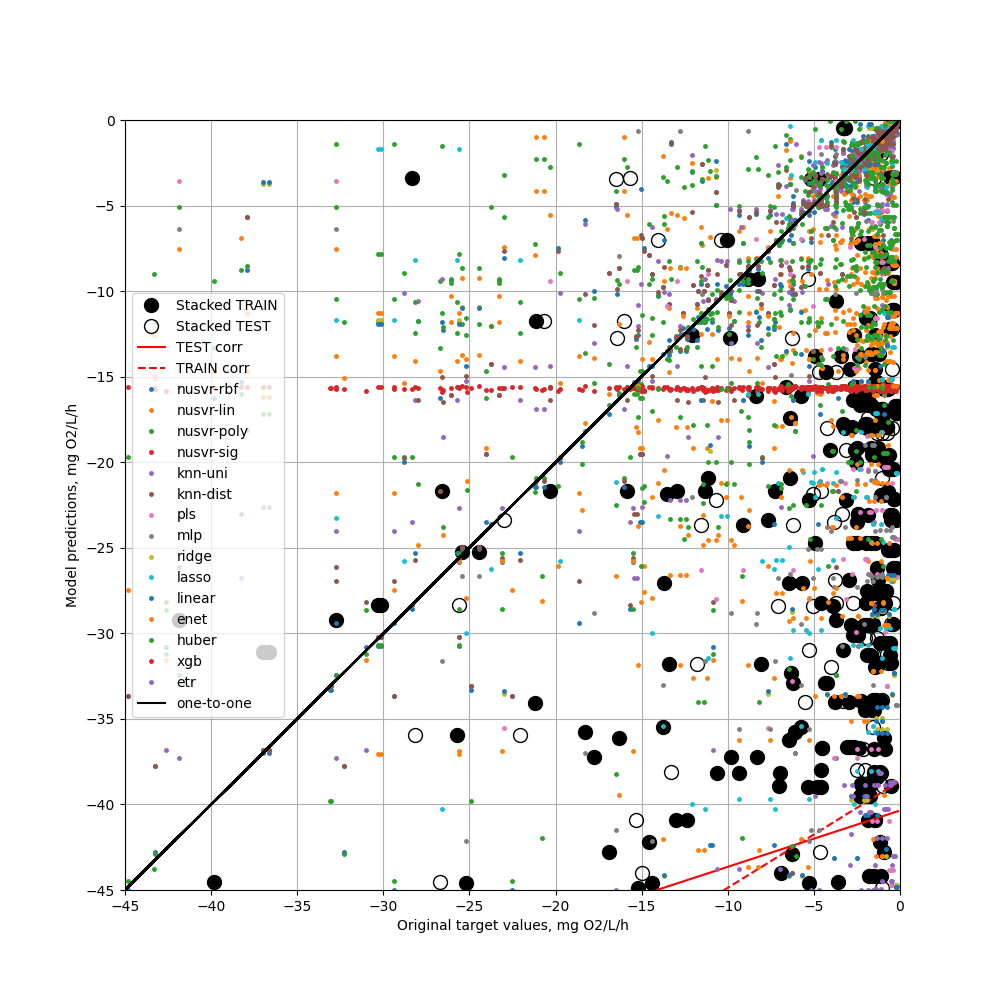 0
−5
−10
−15
−20
−25
−30
−35
−40
−45
Model predictions, mg O2/L/h
Stacked TRAIN
Stacked TEST
TEST corr
TRAIN corr
nusvr-rbf
nusvr-lin
nusvr-poly
nusvr-sig
knn-uni
knn-dist
pls
mlp
ridge
lasso
linear
enet
huber
xgb
etr
one-to-one
−45 −40 −35 −30 −25 −20 −15 −10 −5 0
Original target values, mg O2/L/h